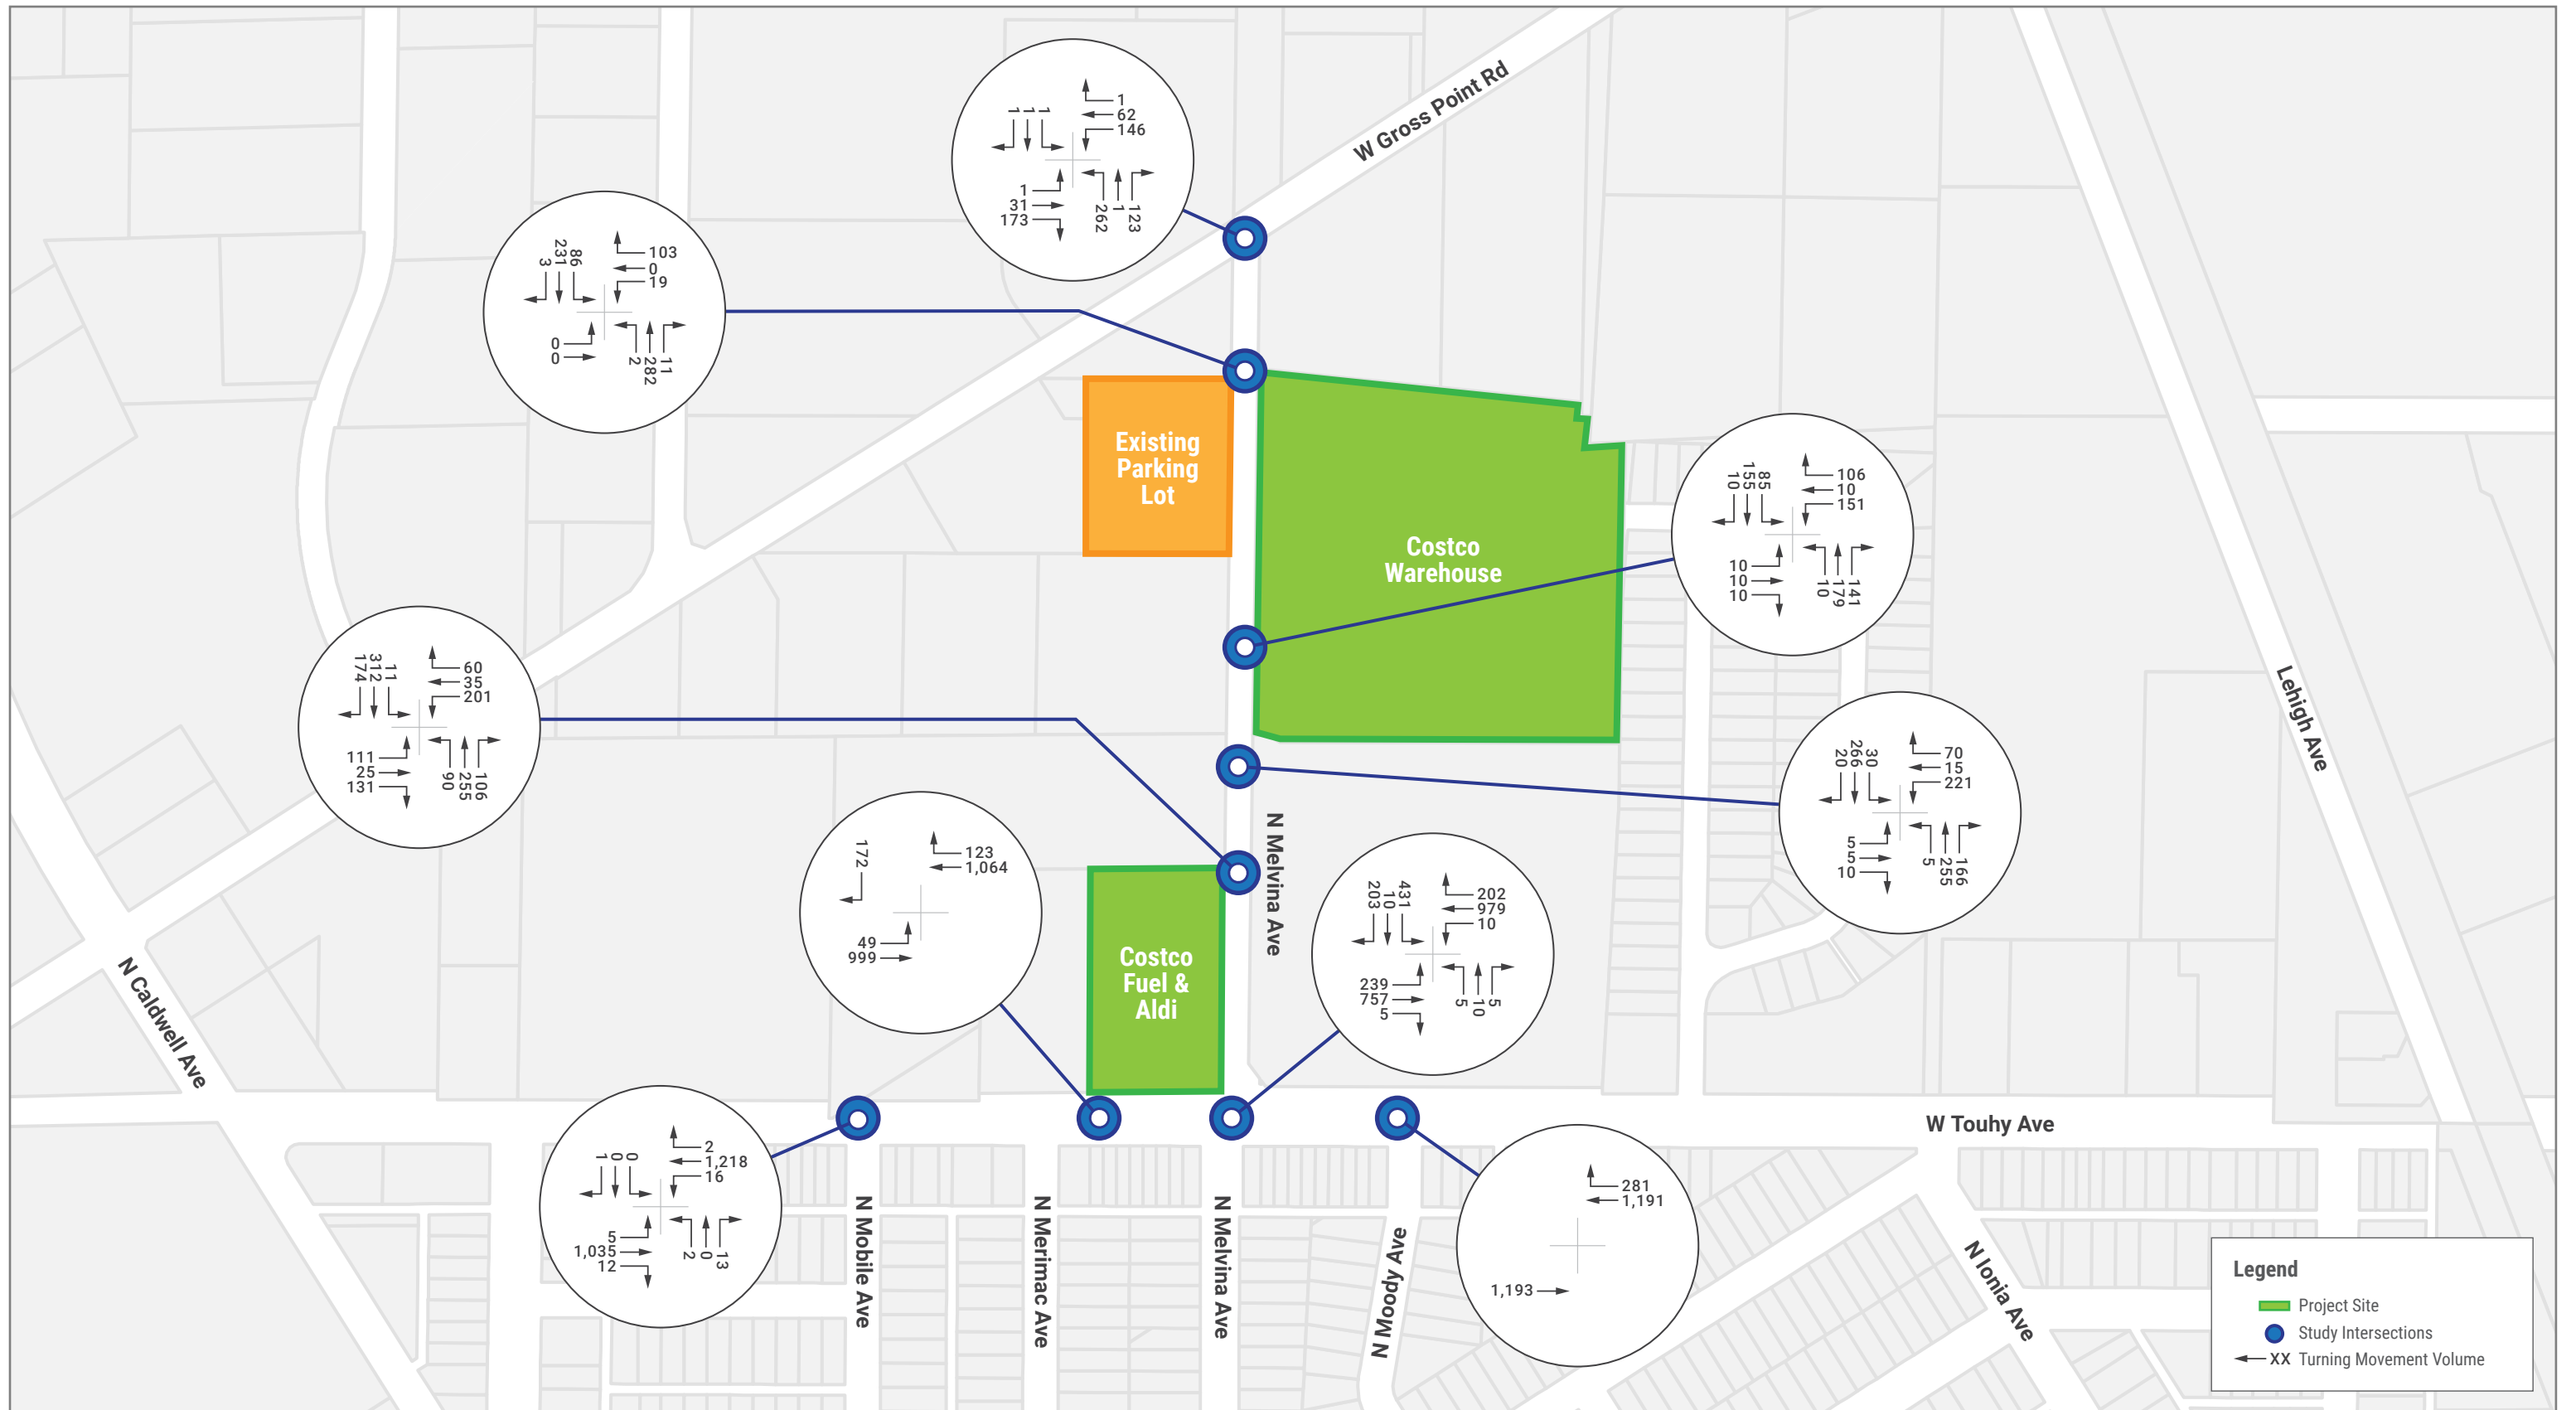 W Gross Point Rd
1 1 1
1
62
146
1
31
173
262 1 123
3 231 86
103
0
19
0
0
2 282 11
Existing
Parking
Lot
Costco
Warehouse
10 155 85
106
10
151
10
10
10
10 179 141
174 312 11
60
35
201
111
25
131
90 255 106
Lehigh Ave
20 266 30
70
15
221
5
5
10
5 255 166
N Melvina Ave
172
123
1,064
49
999
203 10 431
202
979
10
239
757
5
5 10 5
Costco
Fuel &
Aldi
N Caldwell Ave
W Touhy Ave
1 0 0
2
1,218
16
5
1,035
12
2 0 13
281
1,191
1,193
N Mobile Ave
N Merimac Ave
N Melvina Ave
N Moody Ave
N Ionia Ave
Legend
Project Site
Study Intersections
XX Turning Movement Volume